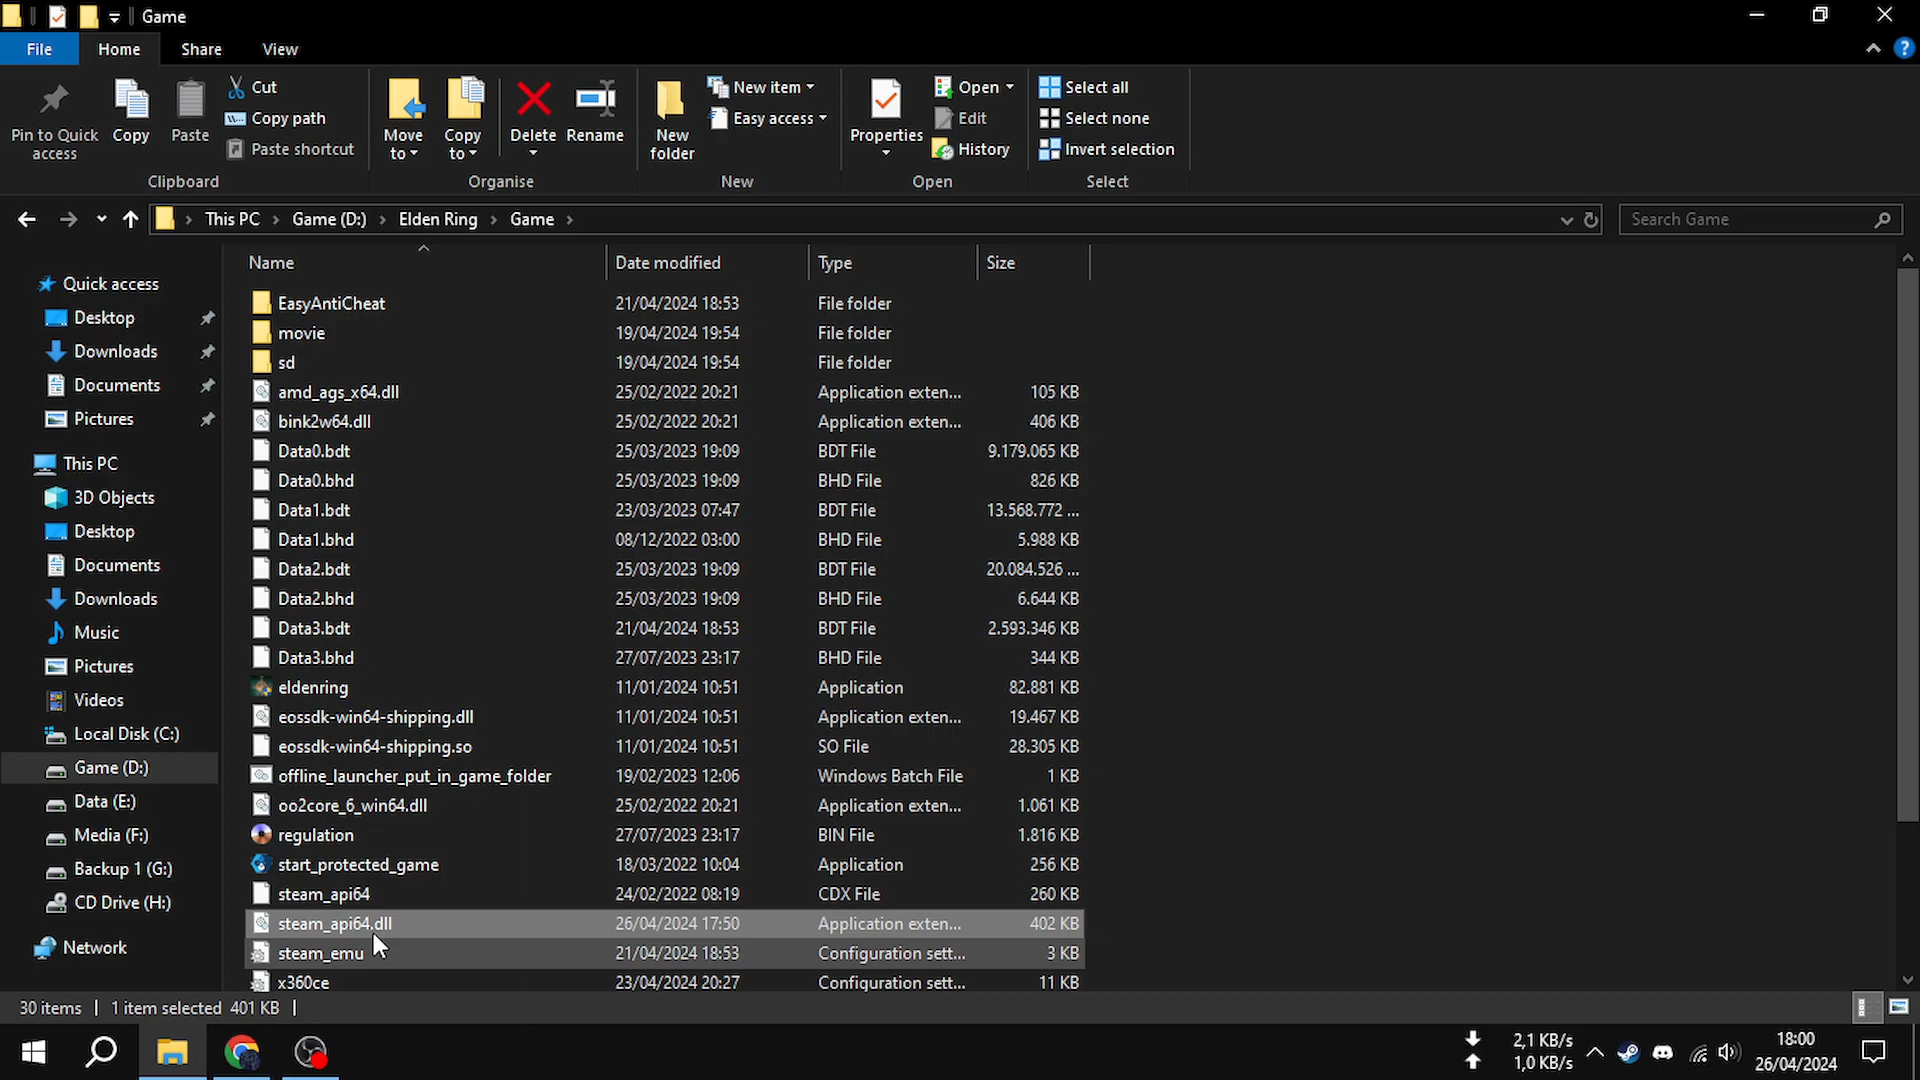 Game
File Home Share View
Pin to Quick access
Copy
Paste
Cut
Copy path
Paste shortcut
Clipboard
Move to
Copy to
Delete
Rename
Organise
New folder
New item
Easy access
New
Properties
Open
Edit
History
Open
Select all
Select none
Invert selection
Select
This PC > Game (D:) > Elden Ring > Game >
Search Game
Quick access
Desktop
Downloads
Documents
Pictures
This PC
3D Objects
Desktop
Documents
Downloads
Music
Pictures
Videos
Local Disk (C:)
Game (D:)
Data (E:)
Media (F:)
Backup 1 (G:)
CD Drive (H:)
Network
Name Date modified Type Size
EasyAntiCheat 21/04/2024 18:53 File folder
movie 19/04/2024 19:54 File folder
sd 19/04/2024 19:54 File folder
amd_ags_x64.dll 25/02/2022 20:21 Application exten... 105 KB
bink2w64.dll 25/02/2022 20:21 Application exten... 406 KB
Data0.bdt 25/03/2023 19:09 BDT File 9.179.065 KB
Data0.bhd 25/03/2023 19:09 BHD File 826 KB
Data1.bdt 23/03/2023 07:47 BDT File 13.568.772 ...
Data1.bhd 08/12/2022 03:00 BHD File 5.988 KB
Data2.bdt 25/03/2023 19:09 BDT File 20.084.526 ...
Data2.bhd 25/03/2023 19:09 BHD File 6.644 KB
Data3.bdt 21/04/2024 18:53 BDT File 2.593.346 KB
Data3.bhd 27/07/2023 23:17 BHD File 344 KB
eldenring 11/01/2024 10:51 Application 82.881 KB
eossdk-win64-shipping.dll 11/01/2024 10:51 Application exten... 19.467 KB
eossdk-win64-shipping.so 11/01/2024 10:51 SO File 28.305 KB
offline_launcher_put_in_game_folder 19/02/2023 12:06 Windows Batch File 1 KB
oo2core_6_win64.dll 25/02/2022 20:21 Application exten... 1.061 KB
regulation 27/07/2023 23:17 BIN File 1.816 KB
start_protected_game 18/03/2022 10:04 Application 256 KB
steam_api64 24/02/2022 08:19 CDX File 260 KB
steam_api64.dll 26/04/2024 17:50 Application exten... 402 KB
steam_emu 21/04/2024 18:53 Configuration sett... 3 KB
x360ce 23/04/2024 20:27 Configuration sett... 11 KB
30 items 1 item selected 401 KB
2,1 KB/s
1,0 KB/s
18:00
26/04/2024